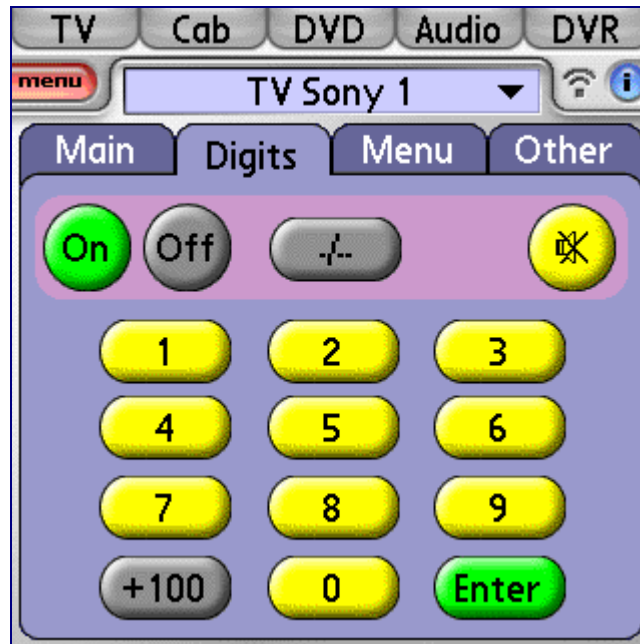 TV Cab DVD Audio DVR
menu TV Sony 1 i
Main Digits Menu Other
On Off -/--
1 2 3
4 5 6
7 8 9
+100 0 Enter